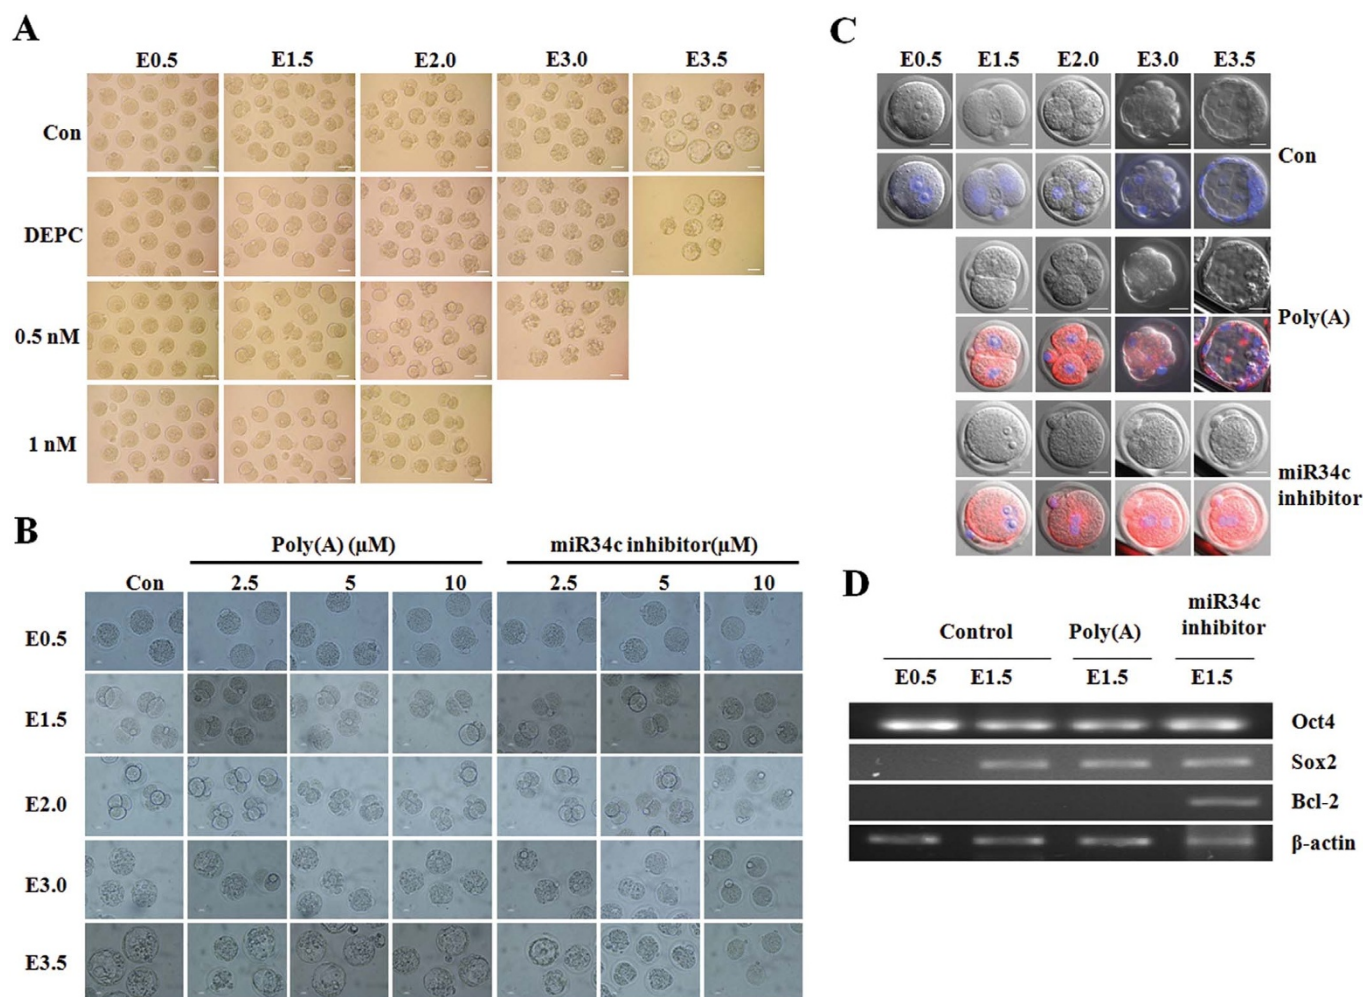 A
E0.5 E1.5 E2.0 E3.0 E3.5
Con
DEPC
0.5 nM
1 nM
B
Poly(A) (µM) miR34c inhibitor(µM)
Con 2.5 5 10 2.5 5 10
E0.5
E1.5
E2.0
E3.0
E3.5
C
E0.5 E1.5 E2.0 E3.0 E3.5
Con
Poly(A)
miR34c
inhibitor
D
miR34c
Control Poly(A) inhibitor
E0.5 E1.5 E1.5 E1.5
Oct4
Sox2
Bcl-2
β-actin